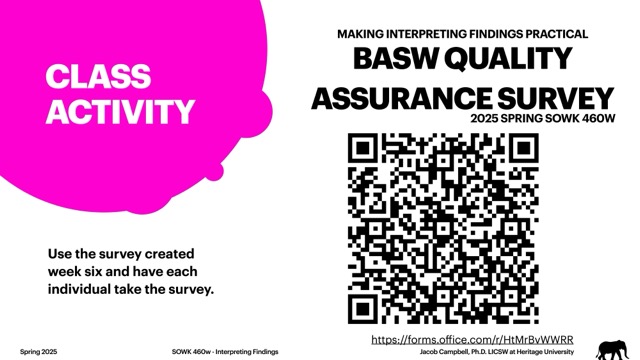 CLASS
ACTIVITY
Use the survey created
week six and have each
individual take the survey.
MAKING INTERPRETING FINDINGS PRACTICAL
BASW QUALITY
ASSURANCE SURVEY
2025 SPRING SOWK 460W
https://forms.office.com/r/HtMrBvWWRR
Spring 2025
SOWK 460w - Interpreting Findings
Jacob Campbell, Ph.D. LICSW at Heritage University